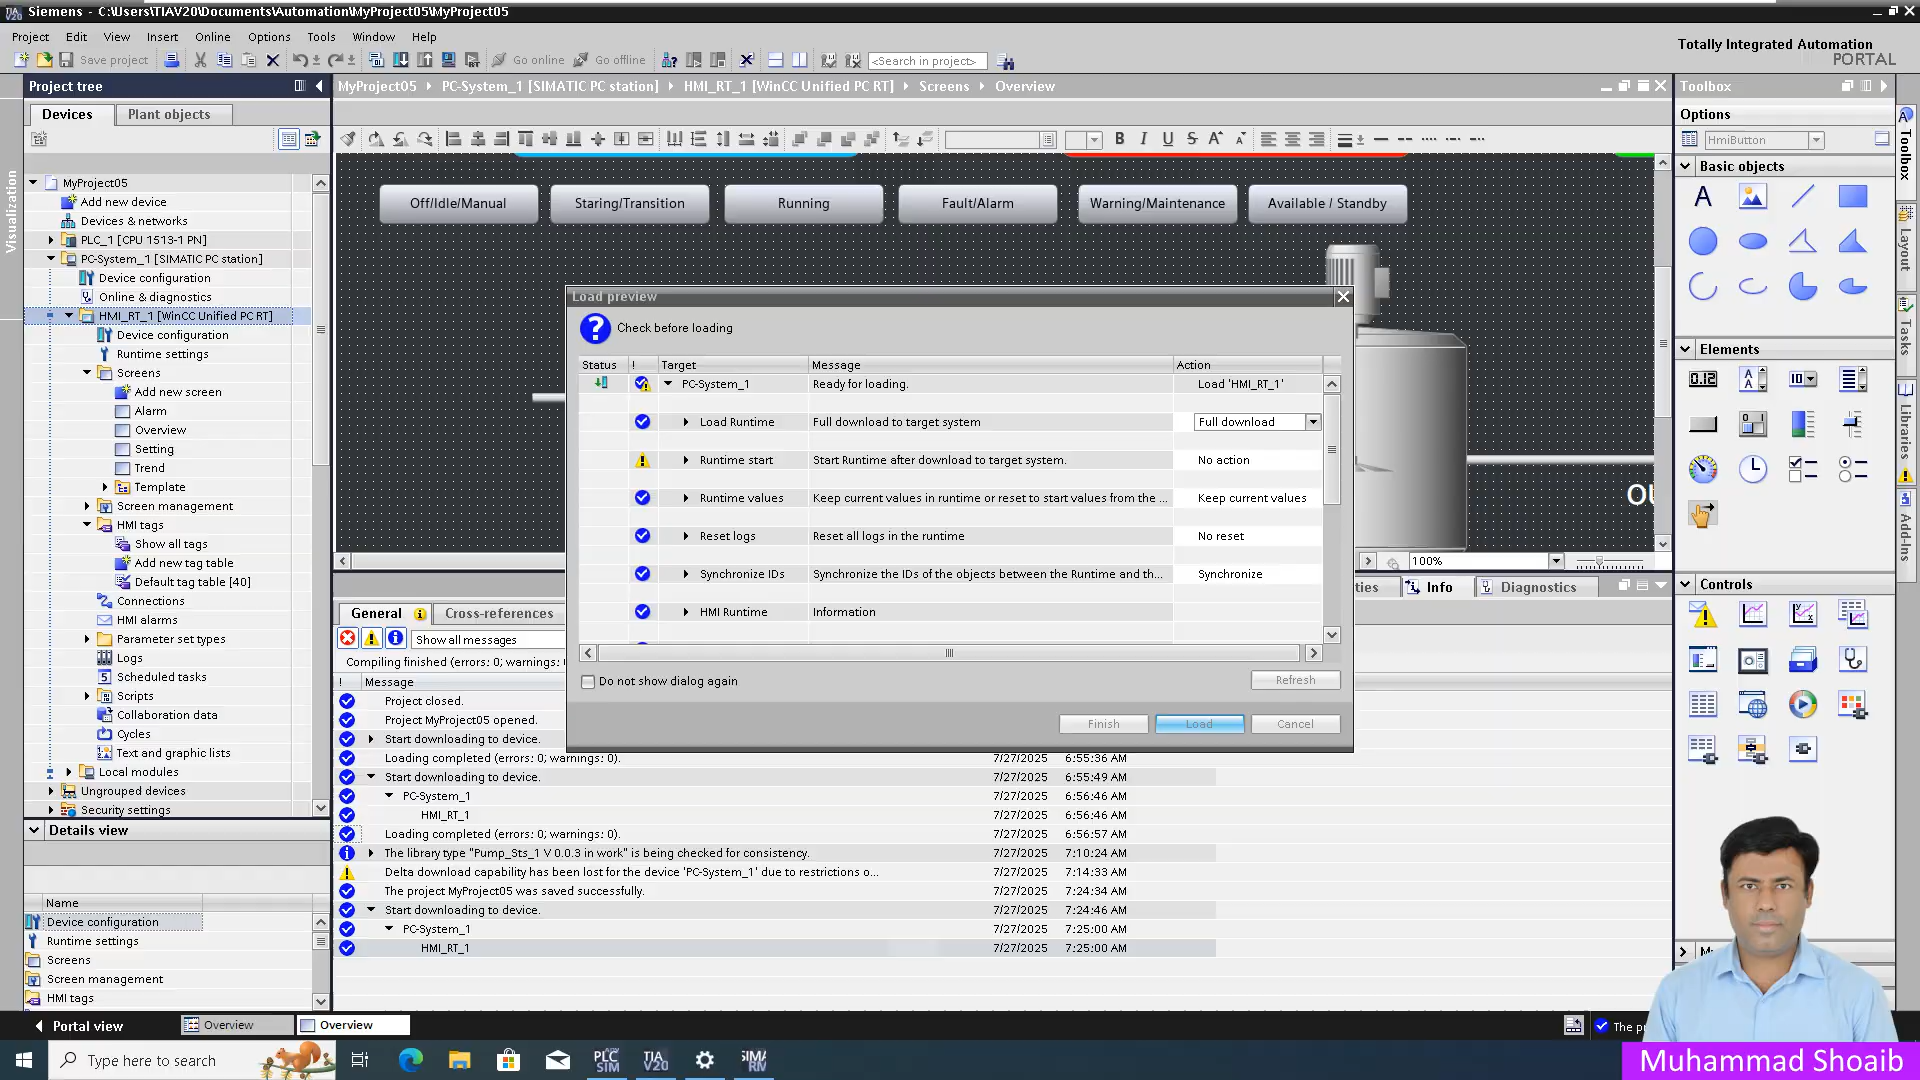 Siemens - C:\Users\TIAV20\Documents\Automation\MyProject05\MyProject05
Project Edit View Insert Online Options Tools Window Help
Totally Integrated Automation
PORTAL
Save project
Go online
Go offline
<Search in project>
Project tree
MyProject05
PC-System_1 [SIMATIC PC station]
HMI_RT_1 [WinCC Unified PC RT]
Screens
Overview
Toolbox
Devices
Plant objects
Options
HmiButton
Visualization
Basic objects
MyProject05
Add new device
Devices & networks
PLC_1 [CPU 1513-1 PN]
PC-System_1 [SIMATIC PC station]
Device configuration
Online & diagnostics
HMI_RT_1 [WinCC Unified PC RT]
Device configuration
Runtime settings
Screens
Add new screen
Alarm
Overview
Setting
Trend
Template
Screen management
HMI tags
Show all tags
Add new tag table
Default tag table [40]
Connections
HMI alarms
Parameter set types
Logs
Scheduled tasks
Scripts
Collaboration data
Cycles
Text and graphic lists
Local modules
Ungrouped devices
Security settings
Off/Idle/Manual
Staring/Transition
Running
Fault/Alarm
Warning/Maintenance
Available / Standby
OU
Load preview
Check before loading
Status ! Target Message Action
PC-System_1 Ready for loading. Load 'HMI_RT_1'
Load Runtime Full download to target system Full download
Runtime start Start Runtime after download to target system. No action
Runtime values Keep current values in runtime or reset to start values from the ... Keep current values
Reset logs Reset all logs in the runtime No reset
Synchronize IDs Synchronize the IDs of the objects between the Runtime and th... Synchronize
HMI Runtime Information
Do not show dialog again
Refresh
Finish
Load
Cancel
100%
ties
Info
Diagnostics
General
Cross-references
Show all messages
Compiling finished (errors: 0; warnings:
! Message
Project closed.
Project MyProject05 opened.
Start downloading to device.
Loading completed (errors: 0; warnings: 0). 7/27/2025 6:55:36 AM
Start downloading to device. 7/27/2025 6:55:49 AM
PC-System_1 7/27/2025 6:56:46 AM
HMI_RT_1 7/27/2025 6:56:46 AM
Loading completed (errors: 0; warnings: 0). 7/27/2025 6:56:57 AM
The library type "Pump_Sts_1 V 0.0.3 in work" is being checked for consistency. 7/27/2025 7:10:24 AM
Delta download capability has been lost for the device 'PC-System_1' due to restrictions o... 7/27/2025 7:14:33 AM
The project MyProject05 was saved successfully. 7/27/2025 7:24:34 AM
Start downloading to device. 7/27/2025 7:24:46 AM
PC-System_1 7/27/2025 7:25:00 AM
HMI_RT_1 7/27/2025 7:25:00 AM
Elements
Controls
Toolbox
Layout
Tasks
Libraries
Add-Ins
Details view
Name
Device configuration
Runtime settings
Screens
Screen management
HMI tags
Portal view
Overview
Overview
The p
Type here to search
Muhammad Shoaib